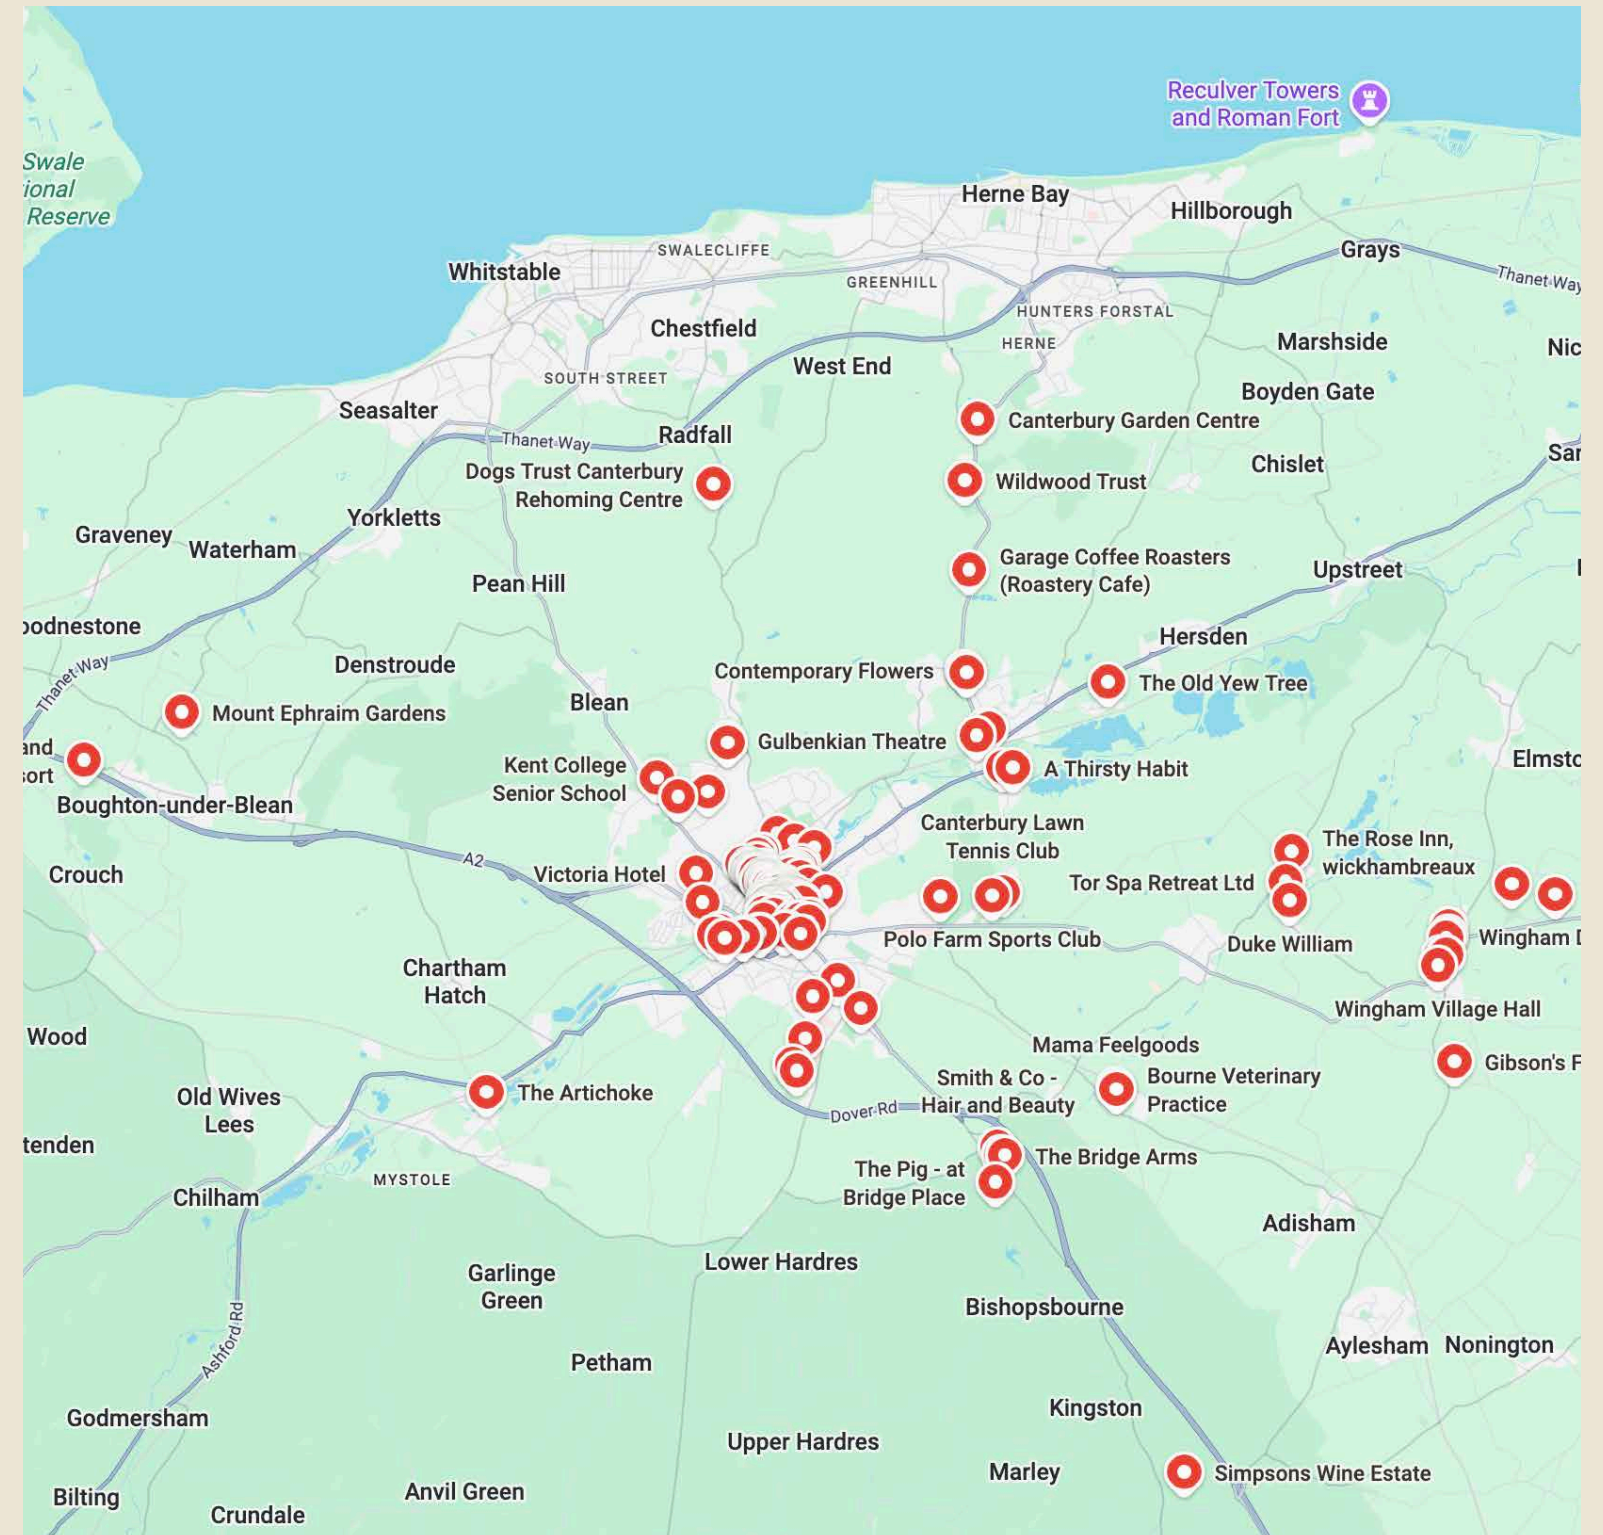 Reculver Towers
and Roman Fort
Swale
ional
Reserve
Herne Bay
Hillborough
SWALECLIFFE
Grays
Whitstable
Thanet Way
GREENHILL
HUNTERS FORSTAL
Chestfield
Marshside
HERNE
Nic
West End
SOUTH STREET
Boyden Gate
Seasalter
Canterbury Garden Centre
Radfall
Thanet Way
Sar
Chislet
Dogs Trust Canterbury
Rehoming Centre
Wildwood Trust
Yorkletts
Graveney
Waterham
Garage Coffee Roasters
(Roastery Cafe)
Upstreet
Pean Hill
oodnestone
Hersden
Denstroude
Thanet Way
Contemporary Flowers
The Old Yew Tree
Blean
Mount Ephraim Gardens
Gulbenkian Theatre
and
sort
Elmsto
Kent College
Senior School
A Thirsty Habit
Boughton-under-Blean
Canterbury Lawn
Tennis Club
The Rose Inn,
wickhambreaux
A2
Crouch
Victoria Hotel
Tor Spa Retreat Ltd
Polo Farm Sports Club
Duke William
Wingham D
Chartham
Hatch
Wingham Village Hall
Wood
Mama Feelgoods
Gibson's F
Smith & Co -
Hair and Beauty
Bourne Veterinary
Practice
The Artichoke
Old Wives
Lees
Dover Rd
tenden
The Bridge Arms
The Pig - at
Bridge Place
MYSTOLE
Chilham
Adisham
Lower Hardres
Garlinge
Green
Bishopsbourne
Ashford Rd
Aylesham
Nonington
Petham
Kingston
Godmersham
Upper Hardres
Marley
Simpsons Wine Estate
Anvil Green
Bilting
Crundale